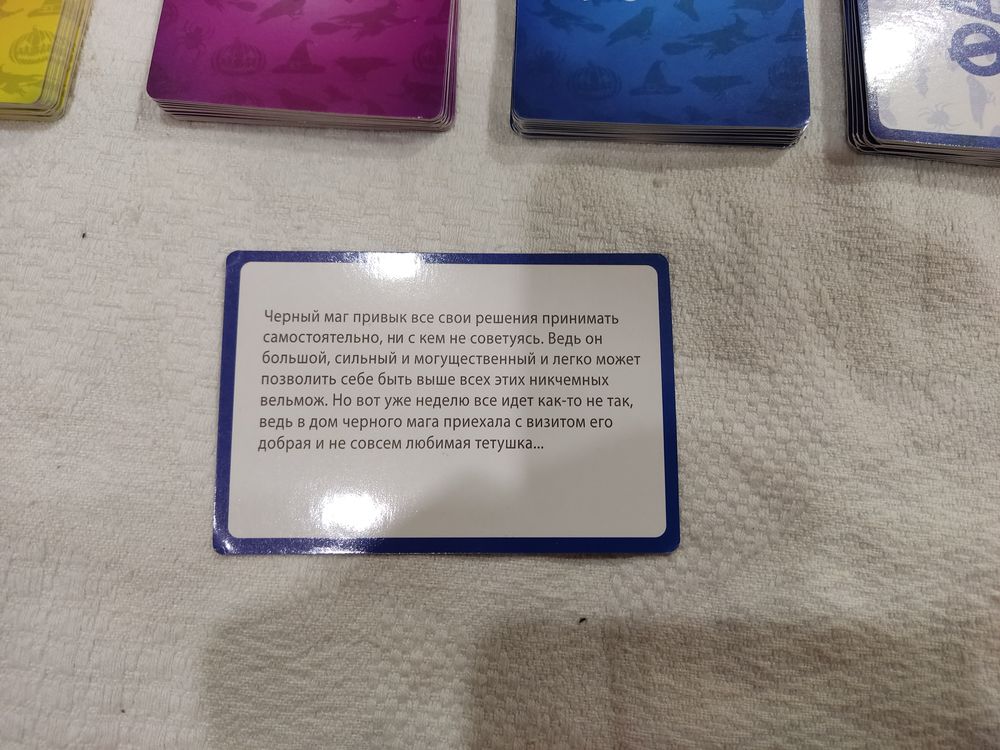 Черный маг привык все свои решения принимать
самостоятельно, ни с кем не советуясь. Ведь он
большой, сильный и могущественный и легко может
позволить себе быть выше всех этих никчемных
вельмож. Но вот уже неделю все идет как-то не так,
ведь в дом черного мага приехала с визитом его
добрая и не совсем любимая тетушка...